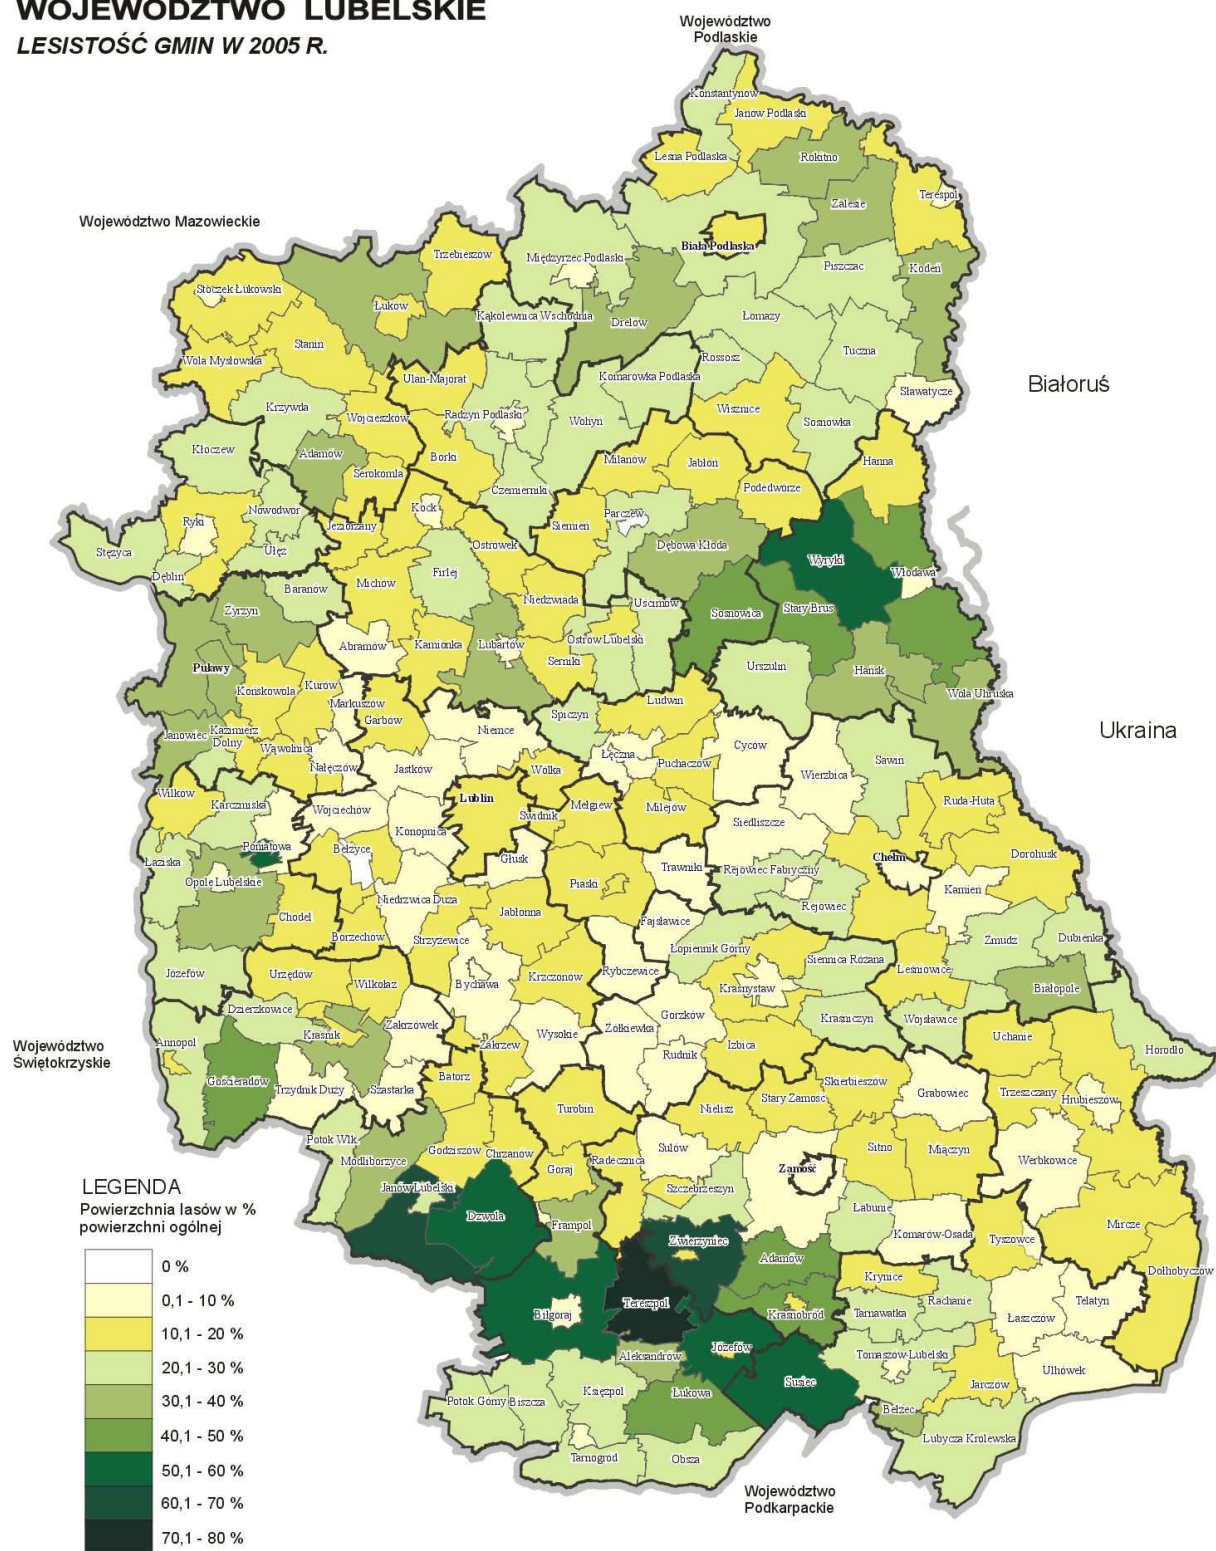 WOJEWÓDZTWO LUBELSKIE
LESISTOŚĆ GMIN W 2005 R.
Województwo
Podlaskie
Konstantynów
Janów Podlaski
Leśna Podlaska
Rokitno
Terespol
Zalesie
Województwo Mazowieckie
Biała Podlaska
Trzebieszów
Międzyrzec Podlaski
Piszczac
Kodeń
Stoczek Łukowski
Łuków
Kąkolewnica Wschodnia
Drelów
Łomazy
Stanin
Tuczna
Wola Mysłowska
Rossosz
Ulan-Majorat
Komarówka Podlaska
Białoruś
Sławatycze
Krzywda
Wojcieszków
Radzyń Podlaski
Wohyń
Wisznice
Sosnówka
Kłoczew
Adamów
Borki
Milanów
Jabłoń
Hanna
Serokomla
Czemierniki
Podedwórze
Nowodwór
Kock
Parczew
Ryki
Jeziorzany
Siemień
Stężyca
Ułęż
Ostrówek
Dębowa Kłoda
Wyryki
Dęblin
Baranów
Michów
Firlej
Włodawa
Niedźwiada
Uścimów
Sosnowica
Stary Brus
Żyrzyn
Abramów
Kamionka
Lubartów
Ostrów Lubelski
Puławy
Serniki
Urszulin
Hańsk
Końskowola
Kurów
Markuszów
Ludwin
Wola Uhruska
Janowiec
Kazimierz
Dolny
Garbów
Spiczyn
Wąwolnica
Niemce
Łęczna
Cyców
Ukraina
Nałęczów
Jastków
Wólka
Puchaczów
Wierzbica
Sawin
Wilków
Karczmiska
Wojciechów
Lublin
Mełgiew
Milejów
Ruda-Huta
Świdnik
Siedliszcze
Konopnica
Poniatowa
Bełżyce
Głusk
Dorohusk
Łaziska
Chełm
Opole Lubelskie
Trawniki
Rejowiec Fabryczny
Piaski
Kamień
Niedrzwica Duża
Rejowiec
Chodel
Jabłonna
Fajsławice
Borzechów
Strzyżewice
Łopiennik Górny
Żmudź
Dubienka
Siennica Różana
Józefów
Urzędów
Wilkołaz
Bychawa
Krzczonów
Rybczewice
Leśniowice
Krasnystaw
Białopole
Dzierzkowice
Kraśnik
Zakrzówek
Wysokie
Żółkiewka
Gorzków
Kraśniczyn
Wojsławice
Województwo
Świętokrzyskie
Annopol
Zakrzew
Izbica
Uchanie
Horodło
Rudnik
Gościeradów
Trzydnik Duży
Szastarka
Batorz
Skierbieszów
Grabowiec
Trzeszczany
Hrubieszów
Turobin
Nielisz
Stary Zamość
Potok Wlk
Godziszów
Chrzanów
Sułów
Sitno
Miączyn
Werbkowice
Modliborzyce
Goraj
Radecznica
Zamość
LEGENDA
Powierzchnia lasów w %
powierzchni ogólnej
Janów Lubelski
Szczebrzeszyn
Dzwola
Frampol
Łabunie
Komarów-Osada
Mircze
Zwierzyniec
Tyszowce
Adamów
Dołhobyczów
0 %
Krynice
0,1 - 10 %
Biłgoraj
Tereszpol
Krasnobród
Rachanie
Telatyn
Tarnawatka
Łaszczów
10,1 - 20 %
Józefów
Aleksandrów
Tomaszów Lubelski
20,1 - 30 %
Susiec
Ulhówek
Księżpol
Łukowa
Jarczów
30,1 - 40 %
Potok Górny
Biszcza
Bełżec
40,1 - 50 %
Lubycza Królewska
Tarnogród
Obsza
50,1 - 60 %
Województwo
Podkarpackie
60,1 - 70 %
70,1 - 80 %